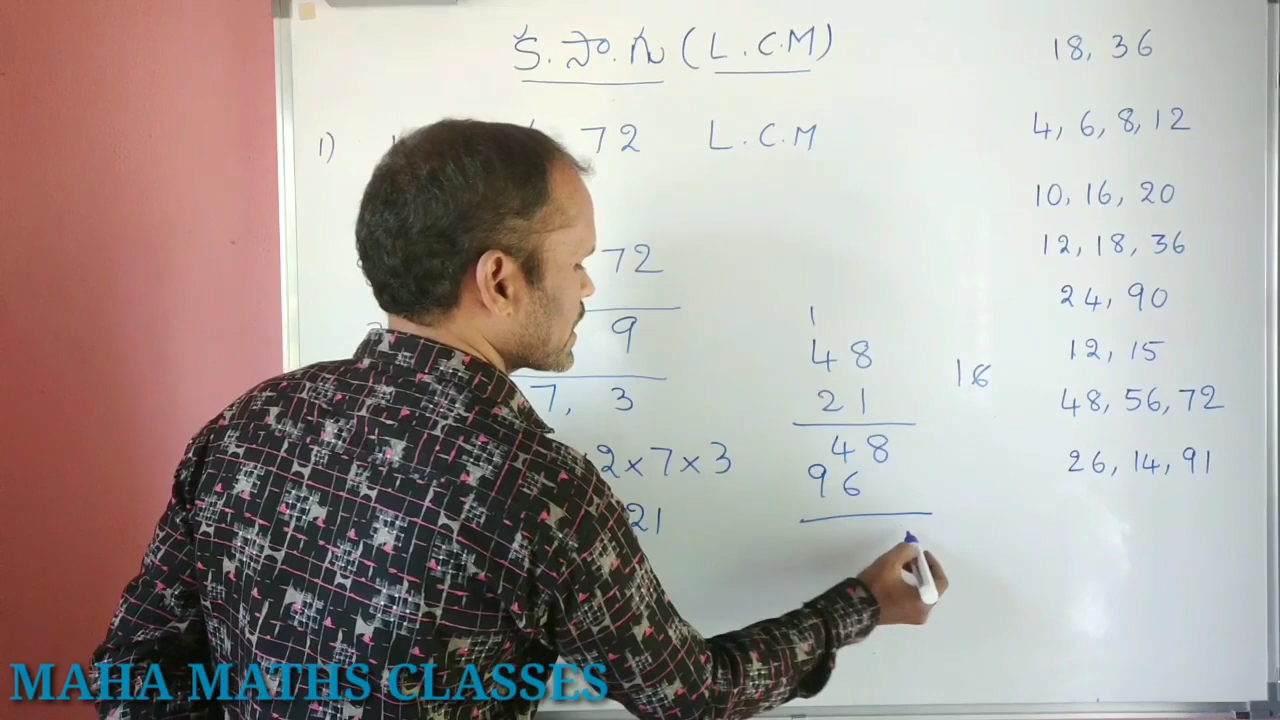 క.సా.గు (L.C.M)
1) 72 L.C.M
72
9
7, 3
2×7×3
21
1
48
21
48
96
16
18, 36
4, 6, 8, 12
10, 16, 20
12, 18, 36
24, 90
12, 15
48, 56, 72
26, 14, 91
MAHA MATHS CLASSES